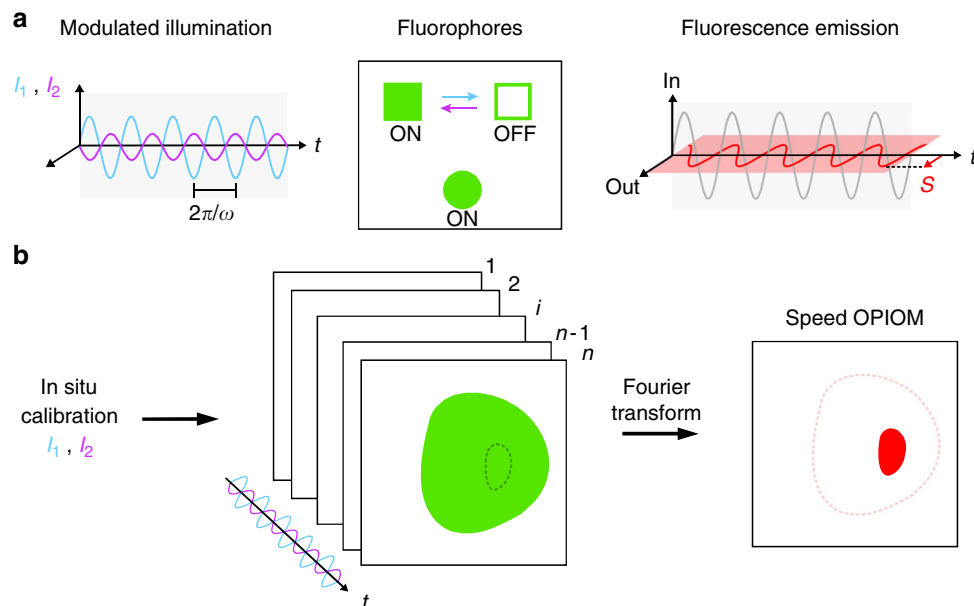 a
Modulated illumination
Fluorophores
Fluorescence emission
I1 , I2
t
2π/ω
ON
OFF
ON
In
t
Out
S
b
1
2
i
n-1
n
In situ
calibration
I1 , I2
t
Fourier
transform
Speed OPIOM